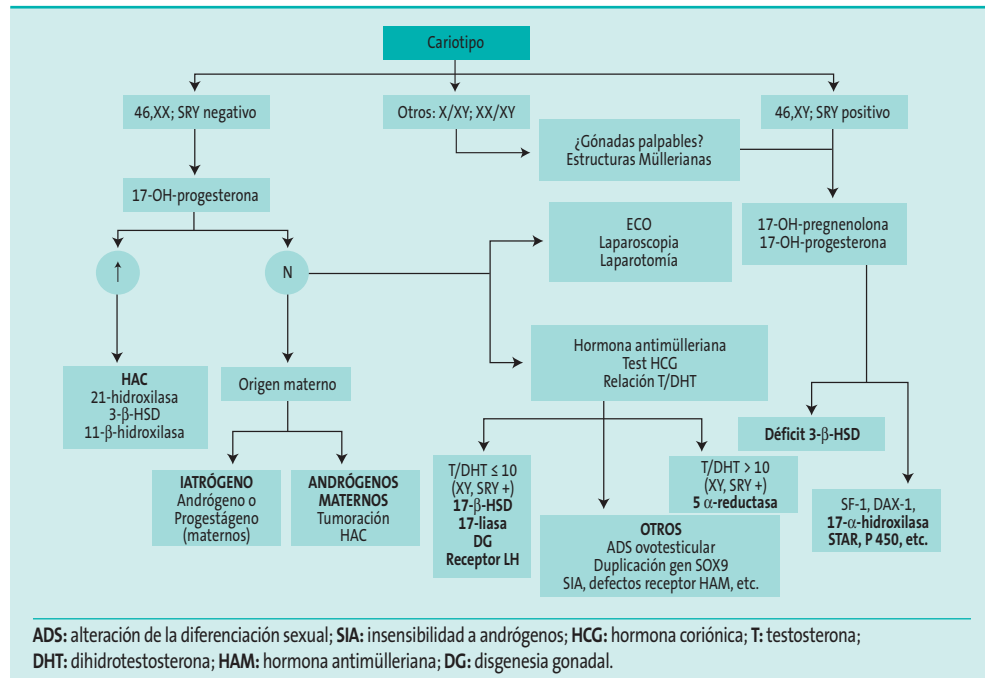 Cariotipo
46,XX; SRY negativo
Otros: X/XY; XX/XY
46,XY; SRY positivo
¿Gónadas palpables?
Estructuras Müllerianas
17-OH-progesterona
ECO
Laparoscopia
Laparotomía
17-OH-pregnenolona
17-OH-progesterona
↑
N
Hormona antimülleriana
Test HCG
Relación T/DHT
HAC
21-hidroxilasa
3-β-HSD
11-β-hidroxilasa
Origen materno
Déficit 3-β-HSD
IATRÓGENO
Andrógeno o
Progestágeno
(maternos)
ANDRÓGENOS
MATERNOS
Tumoración
HAC
T/DHT ≤ 10
(XY, SRY +)
17-β-HSD
17-liasa
DG
Receptor LH
OTROS
ADS ovotesticular
Duplicación gen SOX9
SIA, defectos receptor HAM, etc.
T/DHT > 10
(XY, SRY +)
5 α-reductasa
SF-1, DAX-1,
17-α-hidroxilasa
STAR, P 450, etc.
ADS: alteración de la diferenciación sexual; SIA: insensibilidad a andrógenos; HCG: hormona coriónica; T: testosterona;
DHT: dihidrotestosterona; HAM: hormona antimülleriana; DG: disgenesia gonadal.